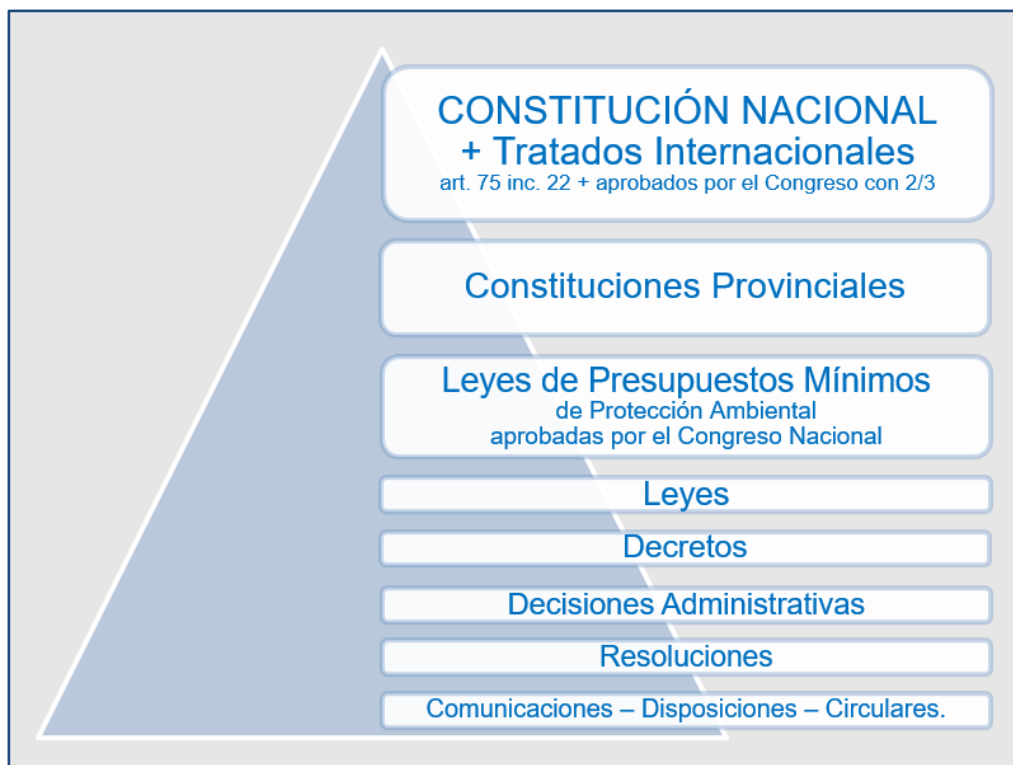 CONSTITUCIÓN NACIONAL
+ Tratados Internacionales
art. 75 inc. 22 + aprobados por el Congreso con 2/3
Constituciones Provinciales
Leyes de Presupuestos Mínimos
de Protección Ambiental
aprobadas por el Congreso Nacional
Leyes
Decretos
Decisiones Administrativas
Resoluciones
Comunicaciones – Disposiciones – Circulares.